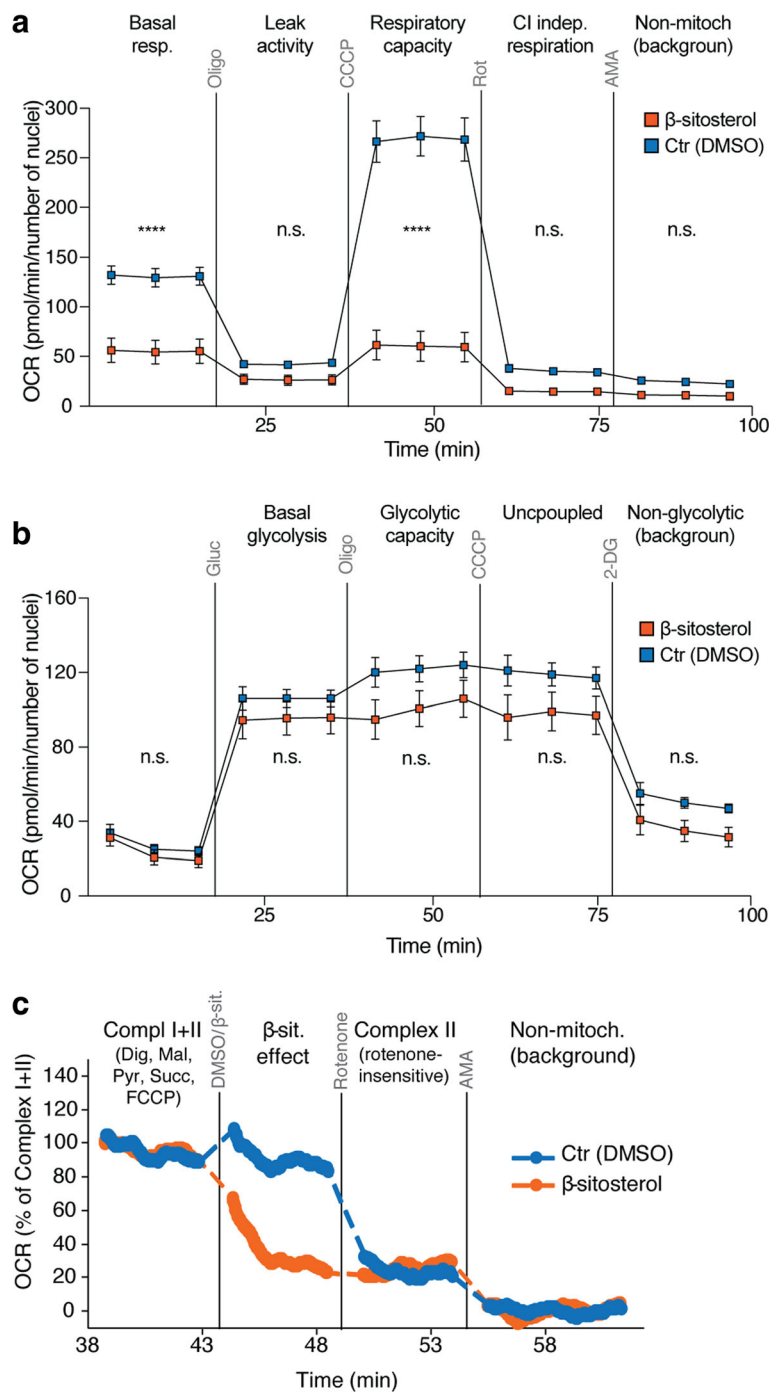 a
Basal
resp.
Leak
activity
Respiratory
capacity
CI indep.
respiration
Non-mitoch
(backgroun)
Oligo
CCCP
Rot
AMA
OCR (pmol/min/number of nuclei)
300
250
200
150
100
50
0
β-sitosterol
Ctr (DMSO)
****
n.s.
****
n.s.
n.s.
25
50
75
100
Time (min)
b
Basal
glycolysis
Glycolytic
capacity
Uncpoupled
Non-glycolytic
(backgroun)
Gluc
Oligo
CCCP
2-DG
OCR (pmol/min/number of nuclei)
160
120
80
40
0
β-sitosterol
Ctr (DMSO)
n.s.
n.s.
n.s.
n.s.
n.s.
25
50
75
100
Time (min)
c
Compl I+II
(Dig, Mal,
Pyr, Succ,
FCCP)
DMSO/β-sit.
β-sit.
effect
Rotenone
Complex II
(rotenone-
insensitive)
AMA
Non-mitoch.
(background)
OCR (% of Complex I+II)
140
120
100
80
60
40
20
0
Ctr (DMSO)
β-sitosterol
38
43
48
53
58
Time (min)